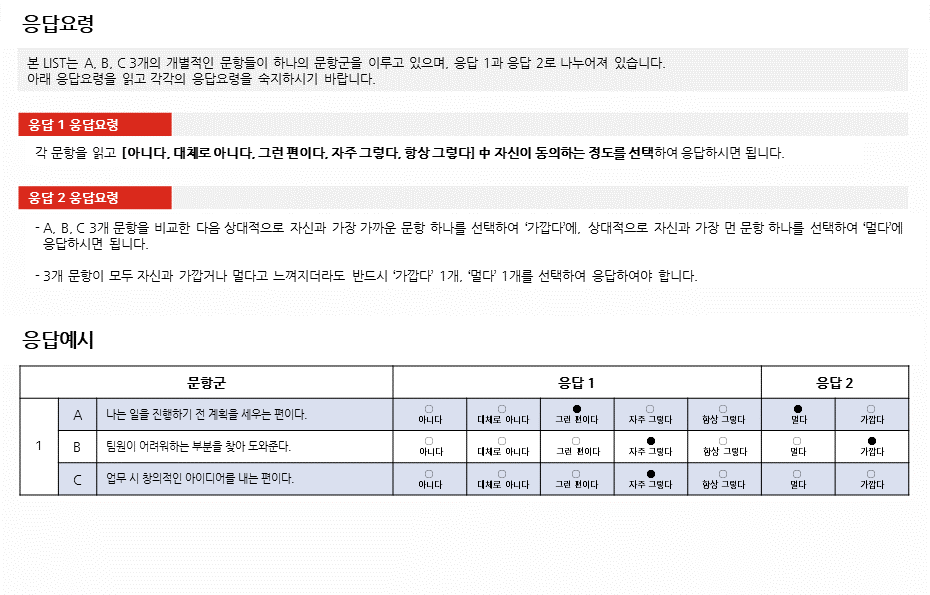 응답요령
본 LIST는 A, B, C 3개의 개별적인 문항들이 하나의 문항군을 이루고 있으며, 응답 1과 응답 2로 나누어져 있습니다.
아래 응답요령을 읽고 각각의 응답요령을 숙지하시기 바랍니다.
응답 1 응답요령
각 문항을 읽고 [아니다, 대체로 아니다, 그런 편이다, 자주 그렇다, 항상 그렇다] 中 자신이 동의하는 정도를 선택하여 응답하시면 됩니다.
응답 2 응답요령
- A, B, C 3개 문항을 비교한 다음 상대적으로 자신과 가장 가까운 문항 하나를 선택하여 ‘가깝다’에, 상대적으로 자신과 가장 먼 문항 하나를 선택하여 ‘멀다’에
응답하시면 됩니다.
- 3개 문항이 모두 자신과 가깝거나 멀다고 느껴지더라도 반드시 ‘가깝다’ 1개, ‘멀다’ 1개를 선택하여 응답하여야 합니다.
응답예시
문항군 응답 1 응답 2
1
A 나는 일을 진행하기 전 계획을 세우는 편이다. 아니다 대체로 아니다 그런 편이다 자주 그렇다 항상 그렇다 멀다 가깝다
B 팀원이 어려워하는 부분을 찾아 도와준다. 아니다 대체로 아니다 그런 편이다 자주 그렇다 항상 그렇다 멀다 가깝다
C 업무 시 창의적인 아이디어를 내는 편이다. 아니다 대체로 아니다 그런 편이다 자주 그렇다 항상 그렇다 멀다 가깝다